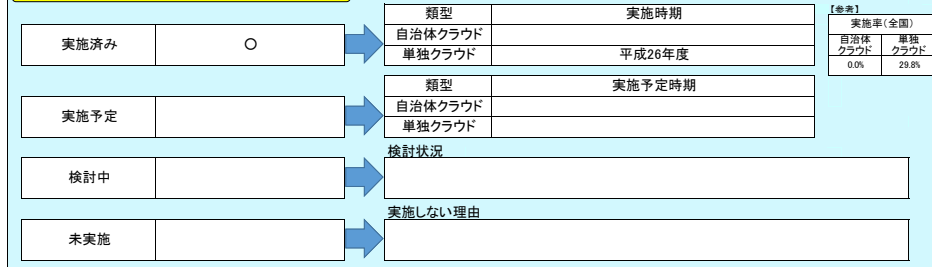 類型 実施時期
実施済み ○ 自治体クラウド
単独クラウド 平成26年度
【参考】
実施率(全国)
自治体クラウド 単独クラウド
0.0% 29.8%
類型 実施予定時期
実施予定 自治体クラウド
単独クラウド
検討状況
検討中
実施しない理由
未実施